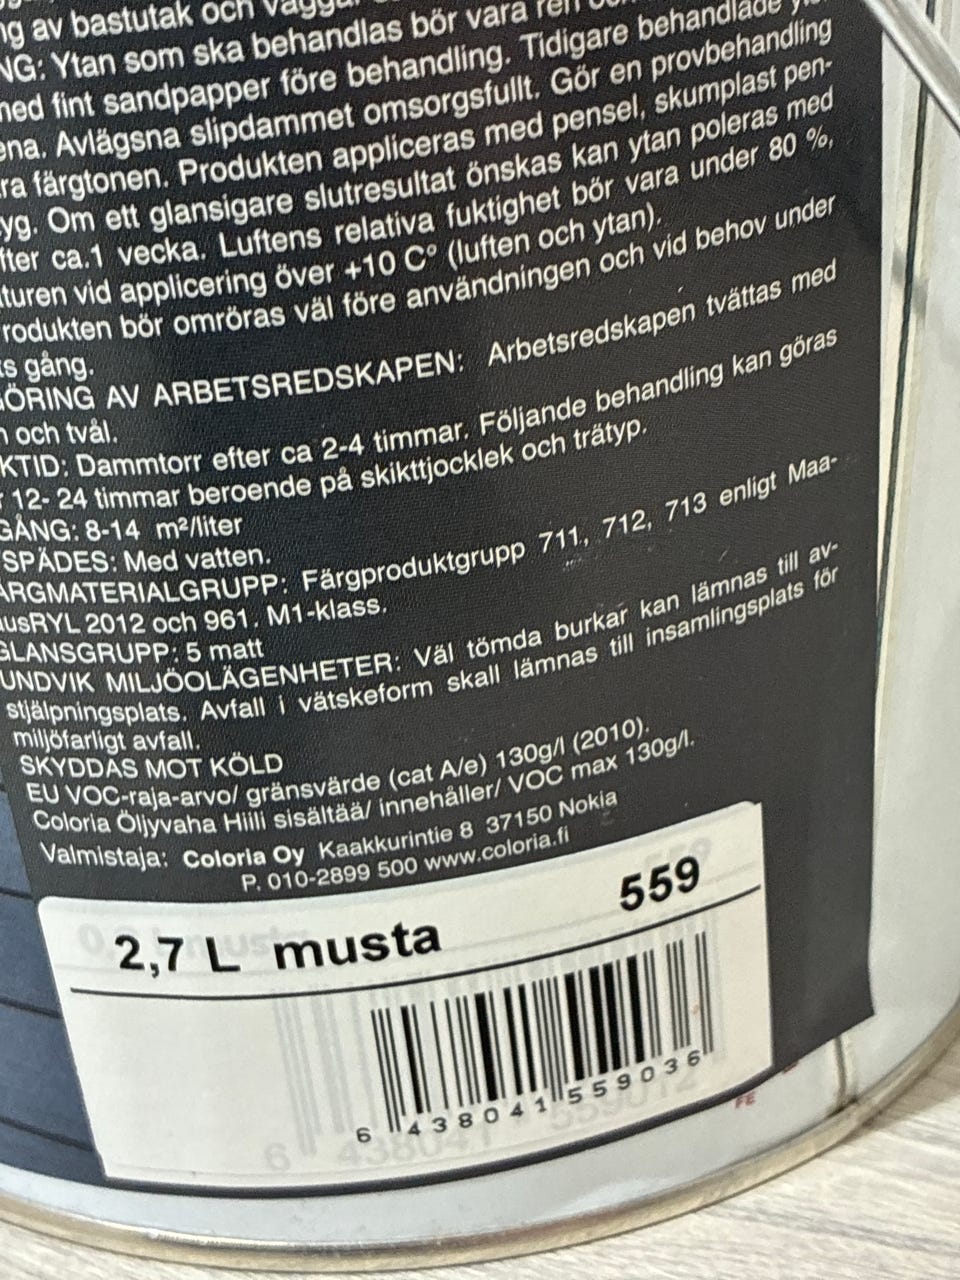 av bastutak och
NG: Ytan som ska behandlas bör vara ren
med fint sandpapper före behandling. Tidigare behandlade
ena. Avlägsna slipdammet omsorgsfullt. Gör en provbehandling
ra färgtonen. Produkten appliceras med pensel, skumplast pen-
yg. Om ett glansigare slutresultat önskas kan ytan poleras med
fter ca.1 vecka. Luftens relativa fuktighet bör vara under 80 %,
turen vid applicering över +10 C° (luften och ytan).
rodukten bör omröras väl före användningen och vid behov under
s gång.
GÖRING AV ARBETSREDSKAPEN: Arbetsredskapen tvättas med
n och tvål.
KTID: Dammtorr efter ca 2-4 timmar. Följande behandling kan göras
r 12- 24 timmar beroende på skikttjocklek och trätyp.
GÅNG: 8-14 m²/liter
SPÄDES: Med vatten.
ÄRGMATERIALGRUPP: Färgproduktgrupp 711, 712, 713 enligt Maa-
usRYL 2012 och 961. M1-klass.
GLANSGRUPP: 5 matt
UNDVIK MILJÖOLÄGENHETER: Väl tömda burkar kan lämnas till av-
stjälpningsplats. Avfall i vätskeform skall lämnas till insamlingsplats för
miljöfarligt avfall.
SKYDDAS MOT KÖLD
EU VOC-raja-arvo/ gränsvärde (cat A/e) 130g/l (2010).
Coloria Öljyvaha Hiili sisältää/ innehåller/ VOC max 130g/l.
Valmistaja: Coloria Oy Kaakkurintie 8 37150 Nokia
P. 010-2899 500 www.coloria.fi
2,7 L musta 559
6 438041 559036
FE